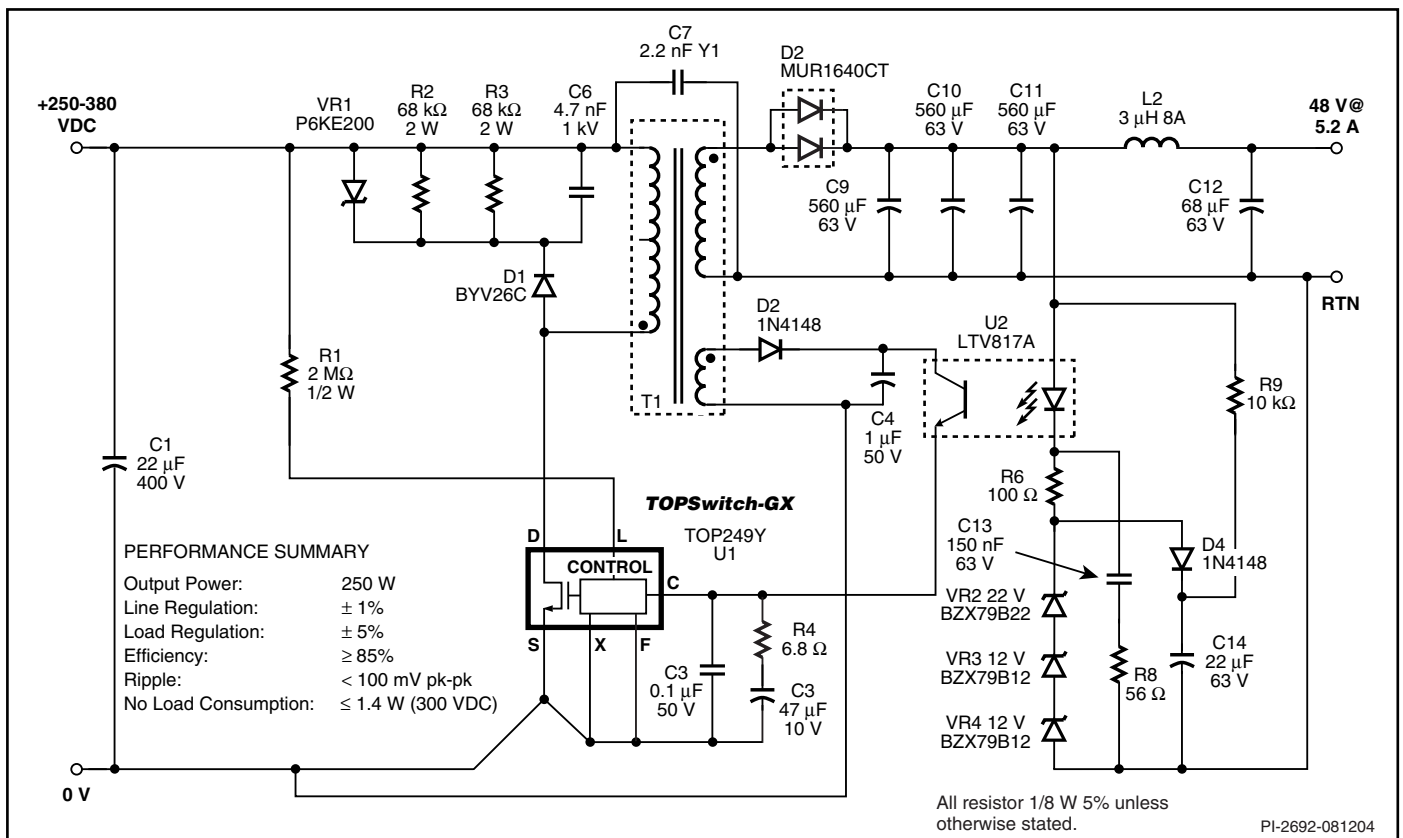 C7
2.2 nF Y1
D2
MUR1640CT
+250-380
VDC
VR1
P6KE200
R2
68 kΩ
2 W
R3
68 kΩ
2 W
C6
4.7 nF
1 kV
C10
560 µF
63 V
C11
560 µF
63 V
L2
3 µH 8A
48 V@
5.2 A
C9
560 µF
63 V
C12
68 µF
63 V
D1
BYV26C
RTN
D2
1N4148
U2
LTV817A
R1
2 MΩ
1/2 W
T1
R9
10 kΩ
C4
1 µF
50 V
C1
22 µF
400 V
R6
100 Ω
TOPSwitch-GX
TOP249Y
U1
D
L
CONTROL
C
S
X
F
C13
150 nF
63 V
D4
1N4148
VR2 22 V
BZX79B22
R4
6.8 Ω
C3
0.1 µF
50 V
C3
47 µF
10 V
VR3 12 V
BZX79B12
R8
56 Ω
C14
22 µF
63 V
VR4 12 V
BZX79B12
PERFORMANCE SUMMARY
Output Power: 250 W
Line Regulation: ± 1%
Load Regulation: ± 5%
Efficiency: ≥ 85%
Ripple: < 100 mV pk-pk
No Load Consumption: ≤ 1.4 W (300 VDC)
0 V
All resistor 1/8 W 5% unless
otherwise stated.
PI-2692-081204